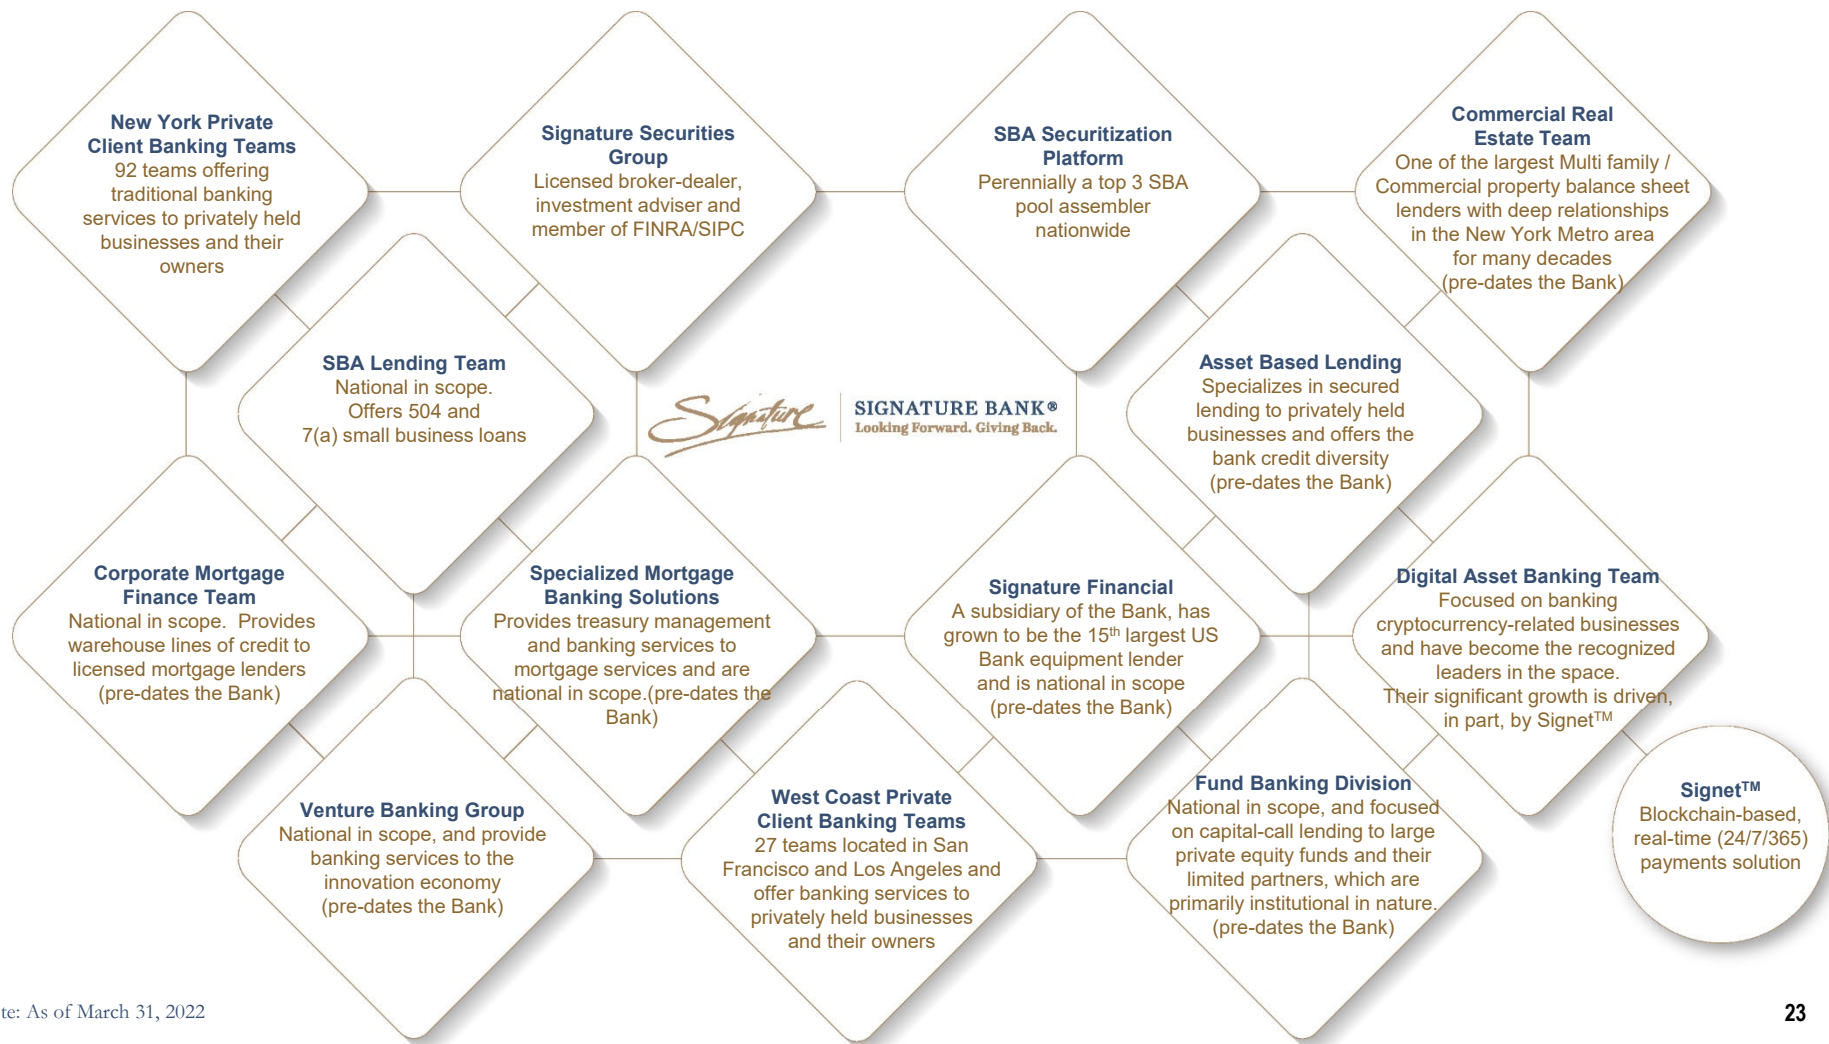 New York Private
Client Banking Teams
92 teams offering
traditional banking
services to privately held
businesses and their
owners
Signature Securities
Group
Licensed broker-dealer,
investment adviser and
member of FINRA/SIPC
SBA Securitization
Platform
Perennially a top 3 SBA
pool assembler
nationwide
Commercial Real
Estate Team
One of the largest Multi family /
Commercial property balance sheet
lenders with deep relationships
in the New York Metro area
for many decades
(pre-dates the Bank)
SBA Lending Team
National in scope.
Offers 504 and
7(a) small business loans
Signature
SIGNATURE BANK®
Looking Forward. Giving Back.
Asset Based Lending
Specializes in secured
lending to privately held
businesses and offers the
bank credit diversity
(pre-dates the Bank)
Corporate Mortgage
Finance Team
National in scope.  Provides
warehouse lines of credit to
licensed mortgage lenders
(pre-dates the Bank)
Specialized Mortgage
Banking Solutions
Provides treasury management
and banking services to
mortgage services and are
national in scope.(pre-dates the
Bank)
Signature Financial
A subsidiary of the Bank, has
grown to be the 15th largest US
Bank equipment lender
and is national in scope
(pre-dates the Bank)
Digital Asset Banking Team
Focused on banking
cryptocurrency-related businesses
and have become the recognized
leaders in the space.
Their significant growth is driven,
in part, by Signet™
Venture Banking Group
National in scope, and provide
banking services to the
innovation economy
(pre-dates the Bank)
West Coast Private
Client Banking Teams
27 teams located in San
Francisco and Los Angeles and
offer banking services to
privately held businesses
and their owners
Fund Banking Division
National in scope, and focused
on capital-call lending to large
private equity funds and their
limited partners, which are
primarily institutional in nature.
(pre-dates the Bank)
Signet™
Blockchain-based,
real-time (24/7/365)
payments solution
te: As of March 31, 2022
23